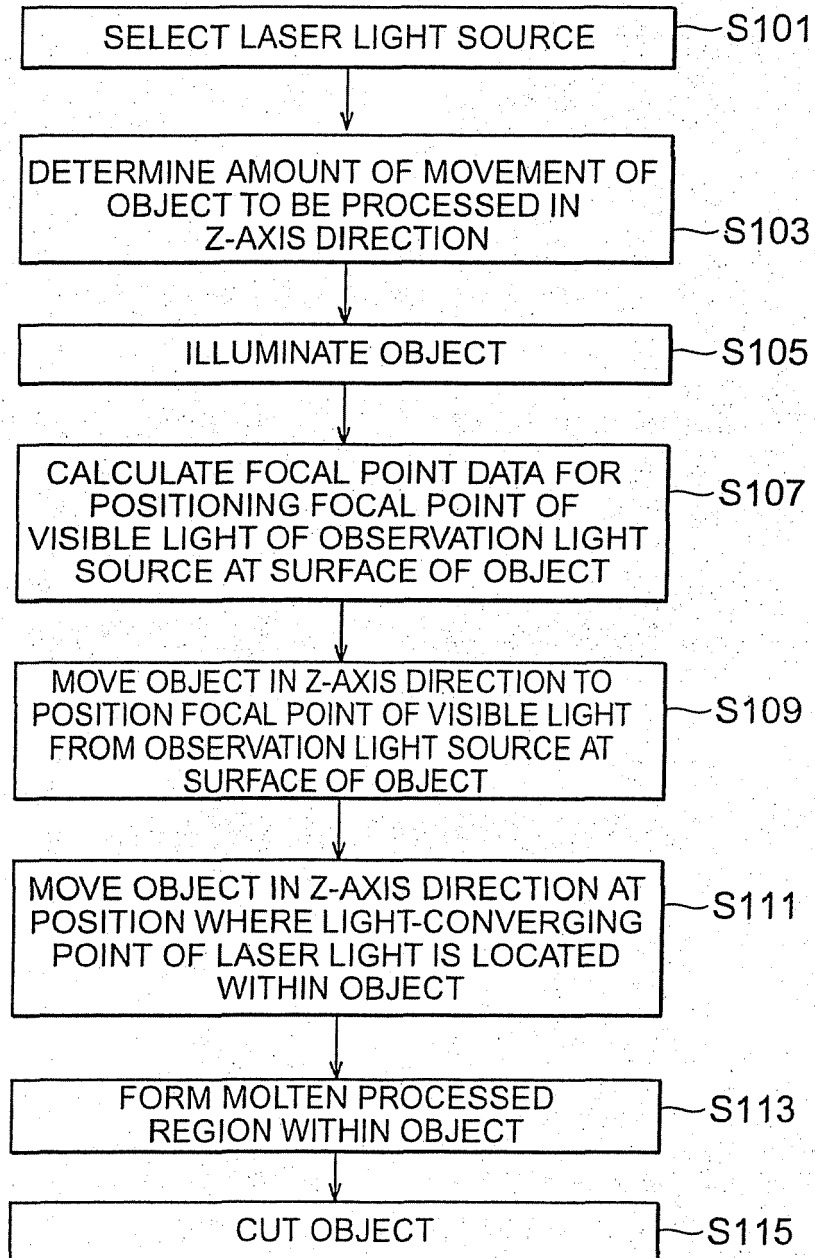 SELECT LASER LIGHT SOURCE
S101
DETERMINE AMOUNT OF MOVEMENT OF
OBJECT TO BE PROCESSED IN
Z-AXIS DIRECTION
S103
ILLUMINATE OBJECT
S105
CALCULATE FOCAL POINT DATA FOR
POSITIONING FOCAL POINT OF
VISIBLE LIGHT OF OBSERVATION LIGHT
SOURCE AT SURFACE OF OBJECT
S107
MOVE OBJECT IN Z-AXIS DIRECTION TO
POSITION FOCAL POINT OF VISIBLE LIGHT
FROM OBSERVATION LIGHT SOURCE AT
SURFACE OF OBJECT
S109
MOVE OBJECT IN Z-AXIS DIRECTION AT
POSITION WHERE LIGHT-CONVERGING
POINT OF LASER LIGHT IS LOCATED
WITHIN OBJECT
S111
FORM MOLTEN PROCESSED
REGION WITHIN OBJECT
S113
CUT OBJECT
S115